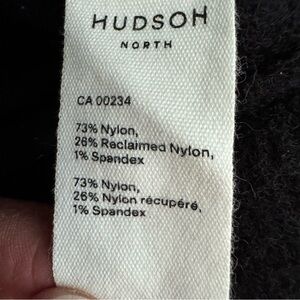 HUDSON
NORTH
CA 00234
73% Nylon,
26% Reclaimed Nylon,
1% Spandex
73% Nylon,
26% Nylon récupéré,
1% Spandex